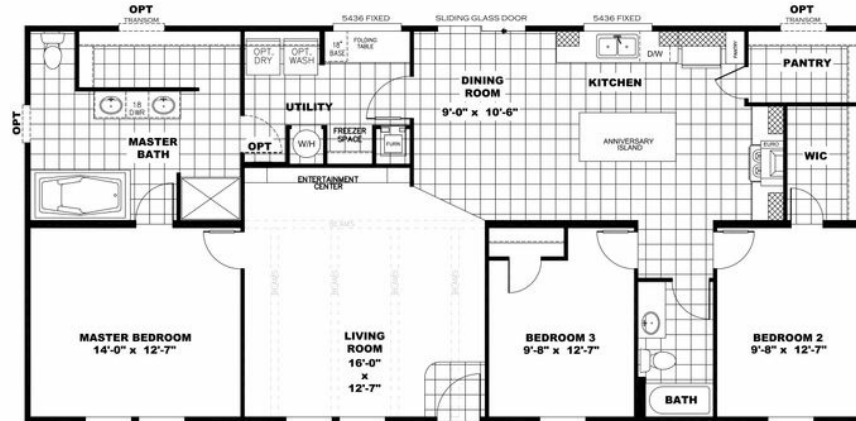 OPT
TRANSOM
5436 FIXED
SLIDING GLASS DOOR
5436 FIXED
OPT
TRANSOM
OPT. DRY
OPT. WASH
18" BASE
FOLDING TABLE
D/W
PANTRY
PANTRY
DINING ROOM
9'-0" x 10'-6"
KITCHEN
UTILITY
18 DWR
OPT
MASTER BATH
OPT
W/H
FREEZER SPACE
FURN
ANNIVERSARY ISLAND
EURO
WIC
ENTERTAINMENT CENTER
MASTER BEDROOM
14'-0" x 12'-7"
LIVING ROOM
16'-0"
x
12'-7"
BEDROOM 3
9'-8" x 12'-7"
BEDROOM 2
9'-8" x 12'-7"
BATH